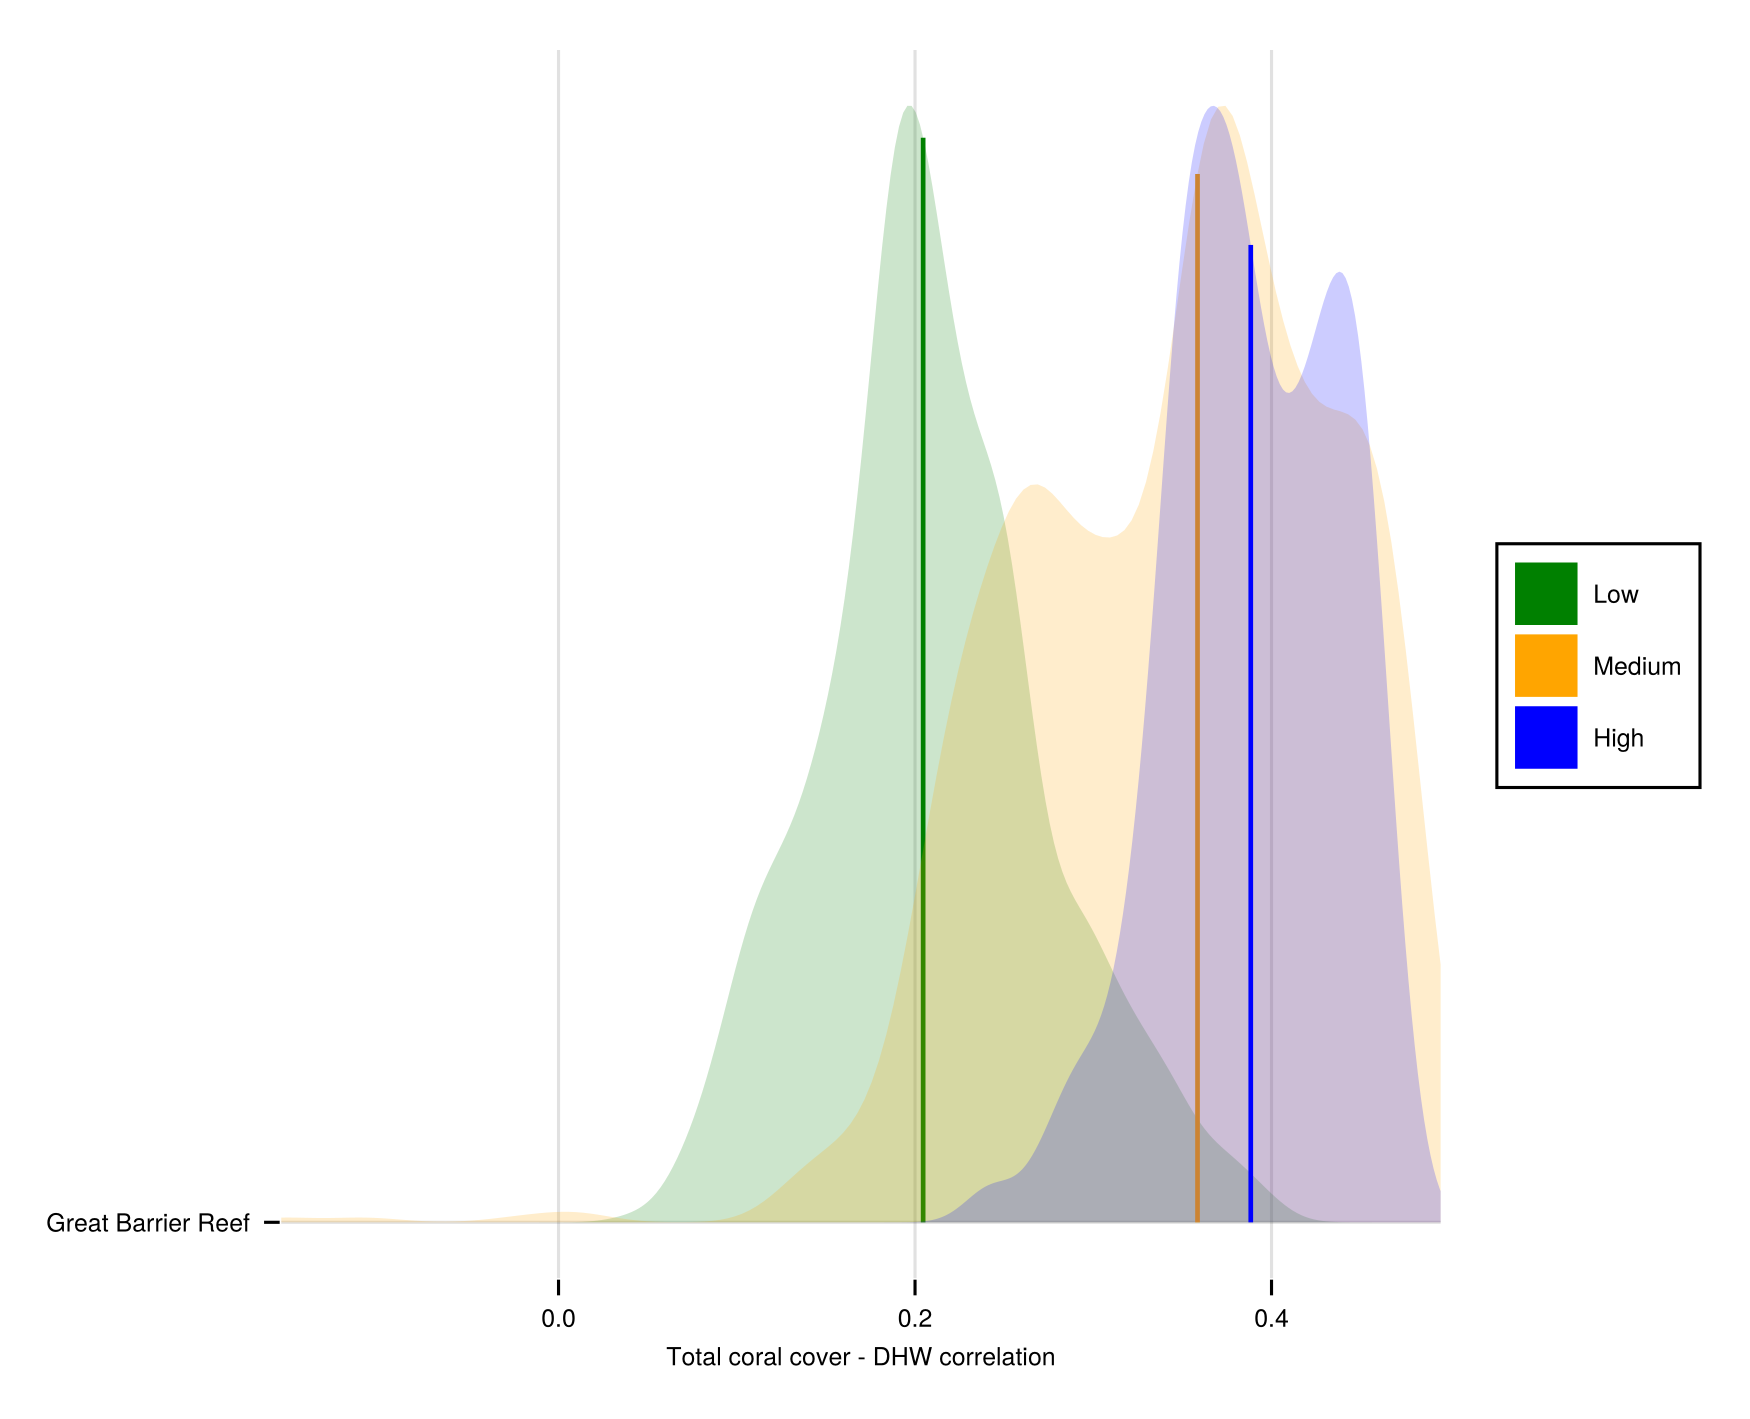 Low
Medium
High
Great Barrier Reef
0.0 0.2 0.4
Total coral cover - DHW correlation